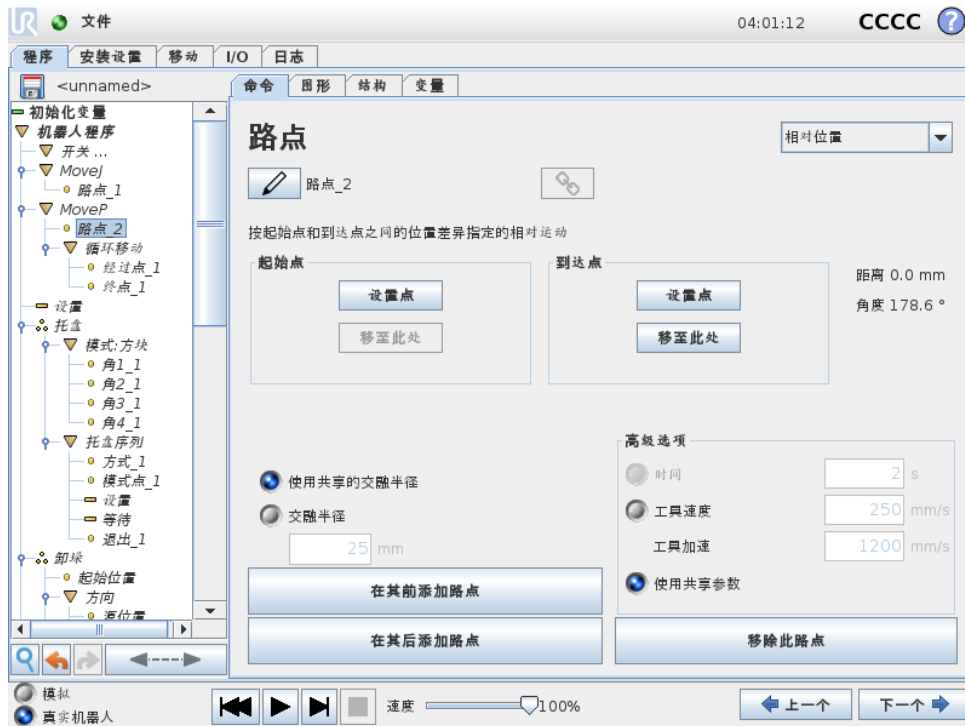 UR 文件 04:01:12 CCCC ?
程序 安装设置 移动 I/O 日志
<unnamed>
初始化变量
机器人程序
开关 ...
MoveJ
路点_1
MoveP
路点_2
循环移动
经过点_1
终点_1
设置
托盒
模式:方块
角1_1
角2_1
角3_1
角4_1
托盒序列
方式_1
模式点_1
设置
等待
退出_1
卸垛
起始位置
方向
源位置
命令 图形 结构 变量
路点
相对位置
路点_2
按起始点和到达点之间的位置差异指定的相对运动
起始点
设置点
移至此处
到达点
设置点
移至此处
距离 0.0 mm
角度 178.6 °
使用共享的交融半径
交融半径
25 mm
高级选项
时间 2 s
工具速度 250 mm/s
工具加速 1200 mm/s
使用共享参数
在其前添加路点
在其后添加路点
移除此路点
模拟
真实机器人
速度 100%
上一个
下一个